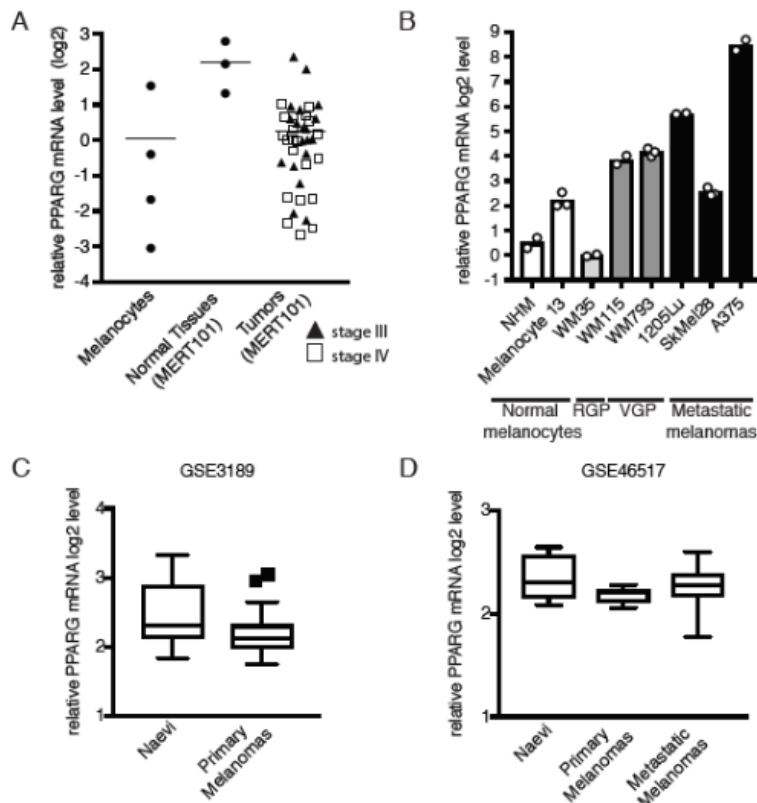 A
relative PPARG mRNA level (log2)
4
3
2
1
0
-1
-2
-3
-4
Melanocytes
Normal Tissues
(MERT101)
Tumors
(MERT101)
stage III
stage IV
B
relative PPARG mRNA log2 level
9
8
7
6
5
4
3
2
1
0
-1
NHM
Melanocyte 13
WM35
WM115
WM793
1205Lu
SkMel28
A375
Normal
melanocytes
RGP
VGP
Metastatic
melanomas
C
GSE3189
relative PPARG mRNA log2 level
4
3
2
1
Naevi
Primary
Melanomas
D
GSE46517
relative PPARG mRNA log2 level
3
2
1
Naevi
Primary
Melanomas
Metastatic
Melanomas